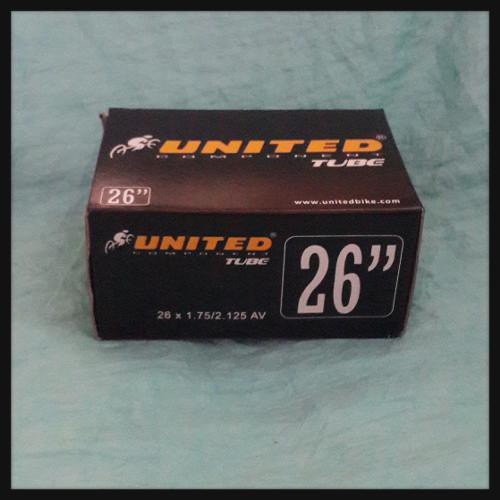 UNITED®
COMPONENT
TUBE
26”
www.unitedbike.com
UNITED®
COMPONENT
TUBE
26”
26 x 1.75/2.125 AV